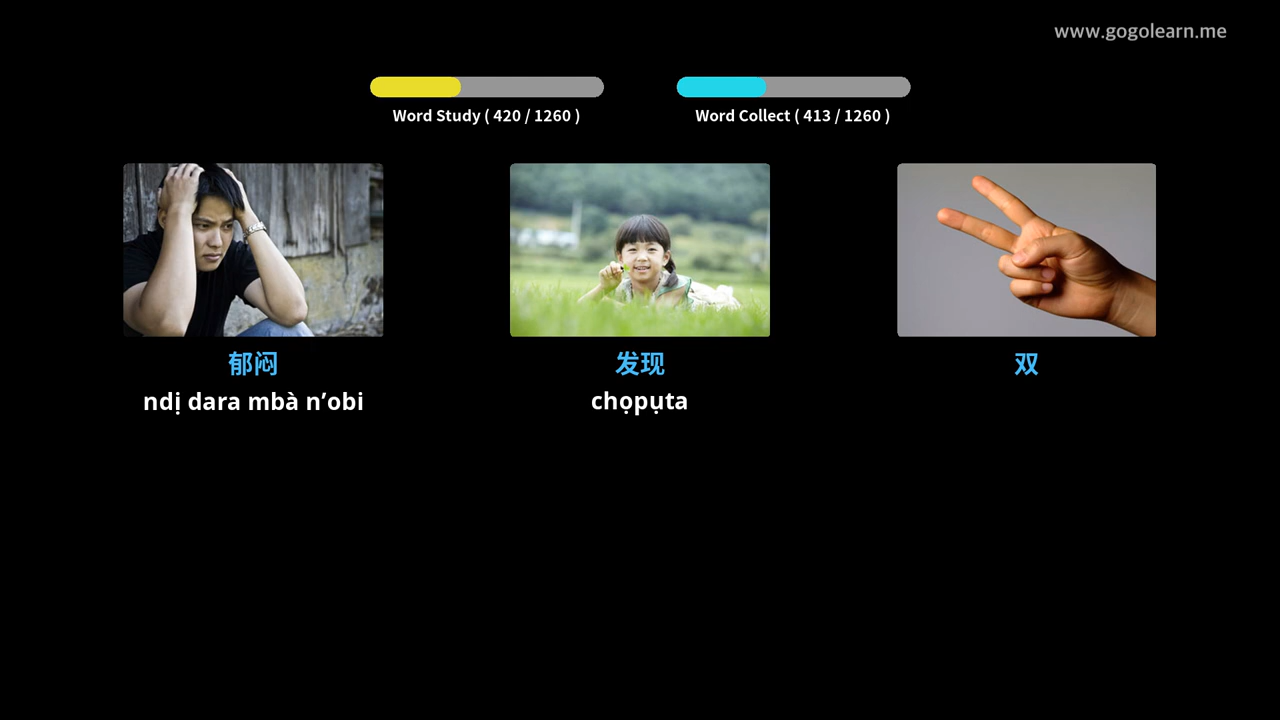 www.gogolearn.me
Word Study ( 420 / 1260 )
Word Collect ( 413 / 1260 )
郁闷
发现
双
ndị dara mbà n’obi
chọpụta